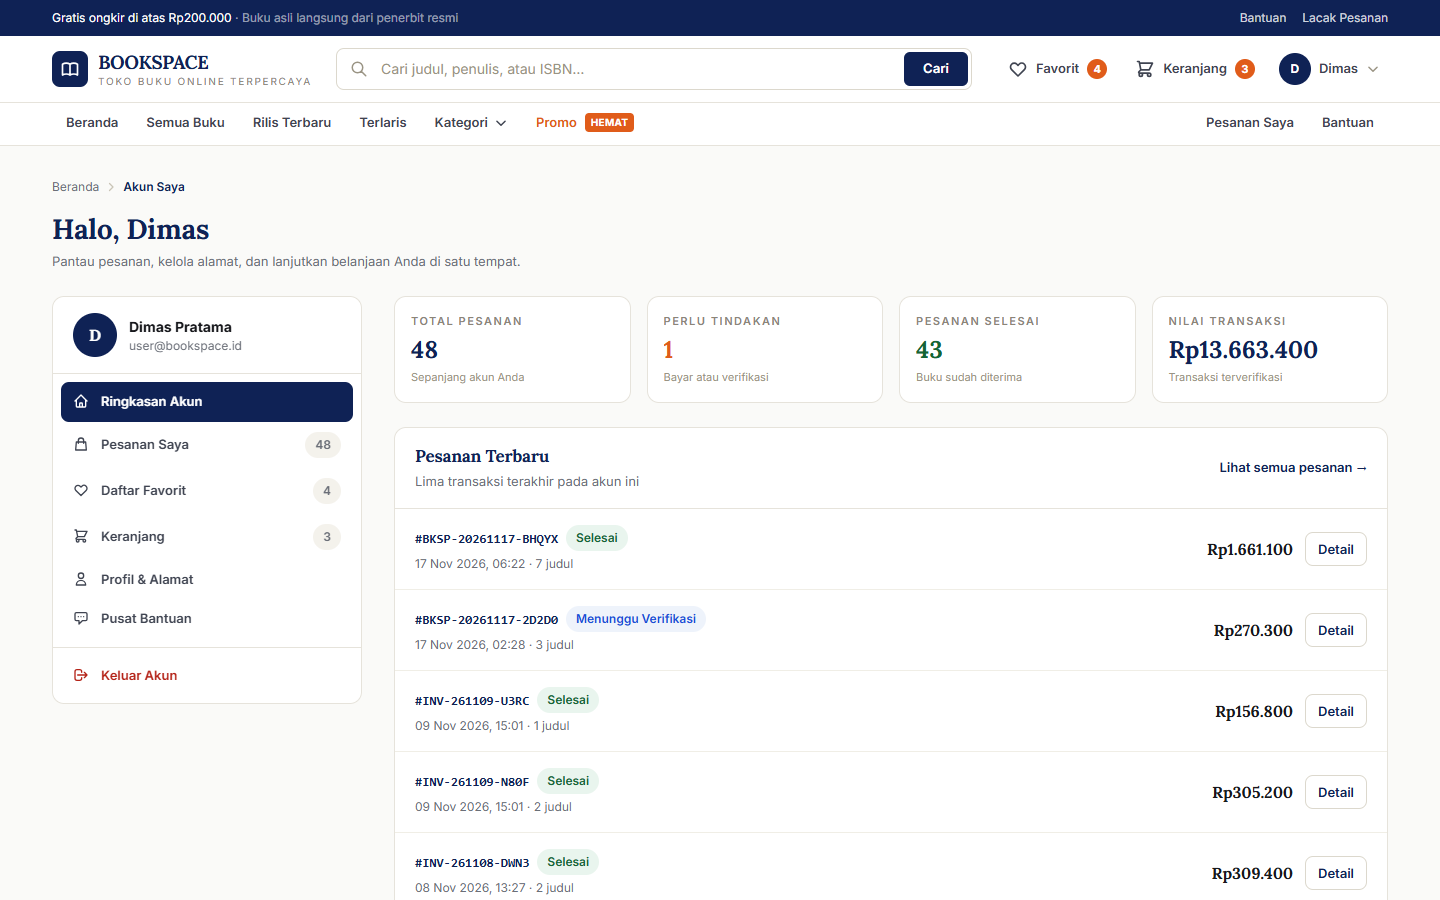 Gratis ongkir di atas Rp200.000 · Buku asli langsung dari penerbit resmi
Bantuan Lacak Pesanan
BOOKSPACE
TOKO BUKU ONLINE TERPERCAYA
Cari judul, penulis, atau ISBN...
Cari
Favorit 4
Keranjang 3
D Dimas
Beranda Semua Buku Rilis Terbaru Terlaris Kategori Promo HEMAT
Pesanan Saya Bantuan
Beranda Akun Saya
Halo, Dimas
Pantau pesanan, kelola alamat, dan lanjutkan belanjaan Anda di satu tempat.
D
Dimas Pratama
user@bookspace.id
Ringkasan Akun
Pesanan Saya 48
Daftar Favorit 4
Keranjang 3
Profil & Alamat
Pusat Bantuan
Keluar Akun
TOTAL PESANAN
48
Sepanjang akun Anda
PERLU TINDAKAN
1
Bayar atau verifikasi
PESANAN SELESAI
43
Buku sudah diterima
NILAI TRANSAKSI
Rp13.663.400
Transaksi terverifikasi
Pesanan Terbaru
Lima transaksi terakhir pada akun ini
Lihat semua pesanan →
#BKSP-20261117-BHQYX Selesai
17 Nov 2026, 06:22 · 7 judul
Rp1.661.100 Detail
#BKSP-20261117-2D2D0 Menunggu Verifikasi
17 Nov 2026, 02:28 · 3 judul
Rp270.300 Detail
#INV-261109-U3RC Selesai
09 Nov 2026, 15:01 · 1 judul
Rp156.800 Detail
#INV-261109-N80F Selesai
09 Nov 2026, 15:01 · 2 judul
Rp305.200 Detail
#INV-261108-DWN3 Selesai
08 Nov 2026, 13:27 · 2 judul
Rp309.400 Detail